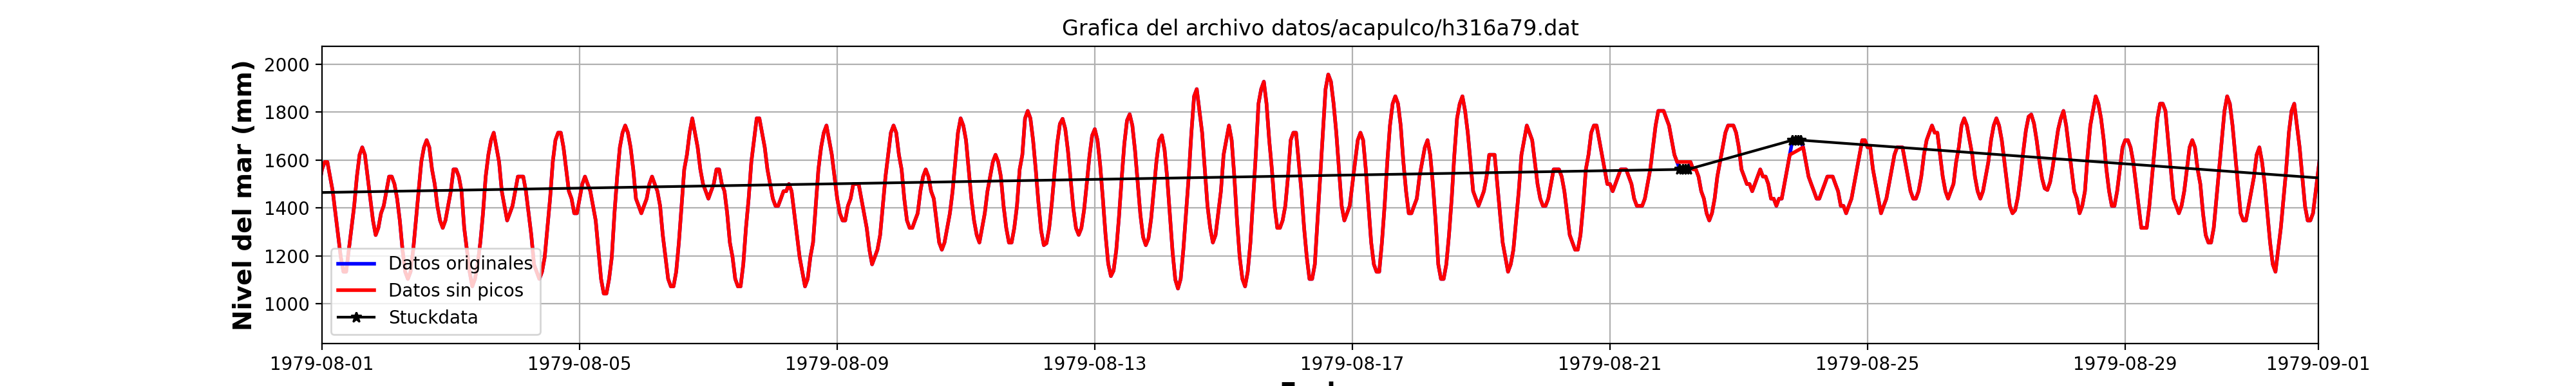 Grafica del archivo datos/acapulco/h316a79.dat
Nivel del mar (mm)
2000
1800
1600
1400
1200
1000
Datos originales
Datos sin picos
Stuckdata
1979-08-01 1979-08-05 1979-08-09 1979-08-13 1979-08-17 1979-08-21 1979-08-25 1979-08-29 1979-09-01